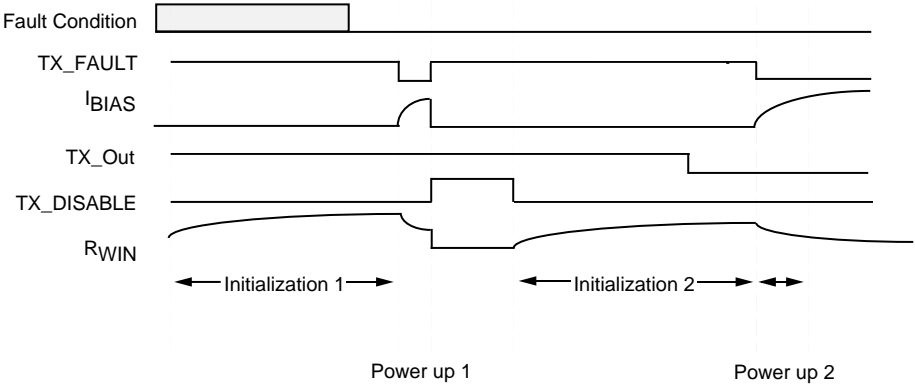 Fault Condition
TX_FAULT
IBIAS
TX_Out
TX_DISABLE
RWIN
Initialization 1
Initialization 2
Power up 1
Power up 2